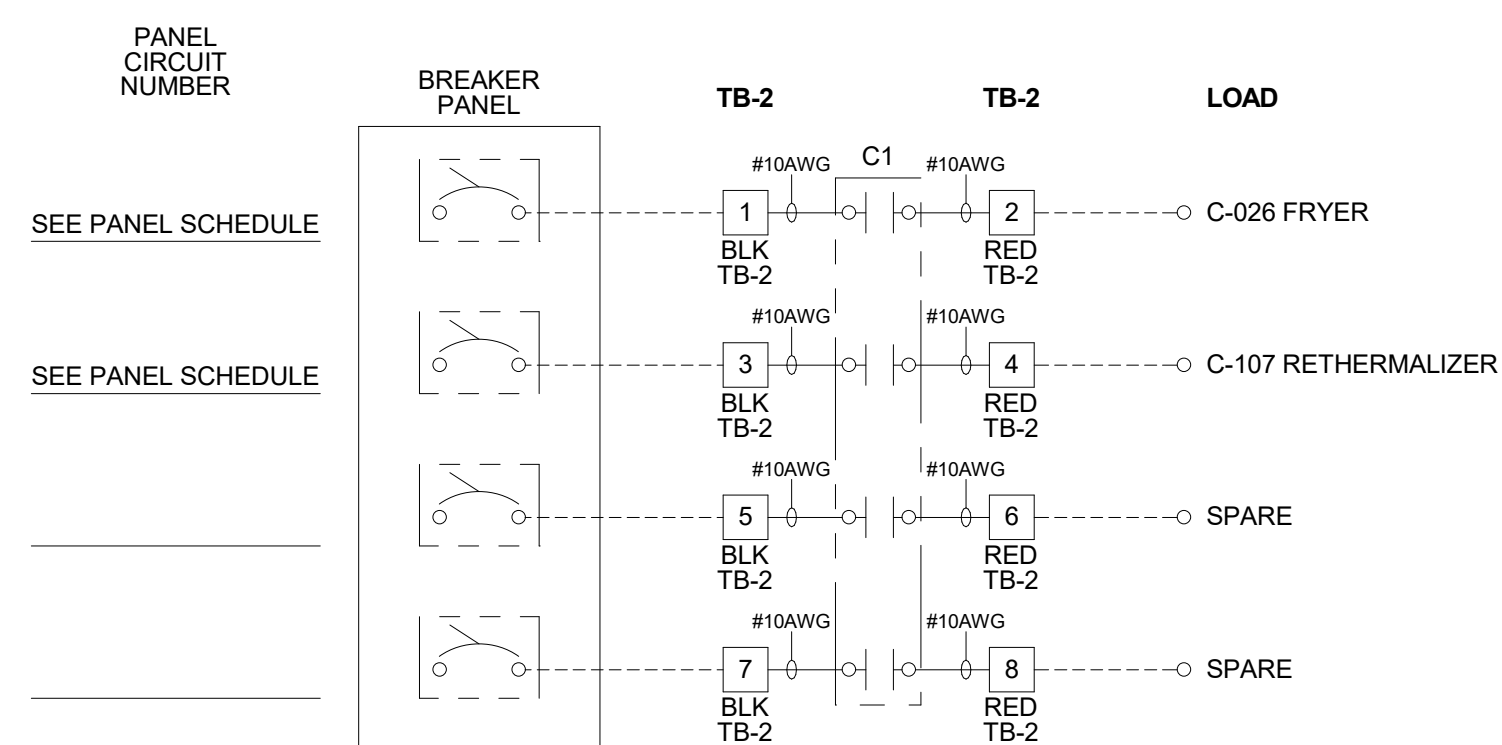 PANEL
CIRCUIT
NUMBER
BREAKER
PANEL
TB-2
TB-2
LOAD
#10AWG
C1
#10AWG
SEE PANEL SCHEDULE
1
2
C-026 FRYER
BLK
TB-2
RED
TB-2
#10AWG
#10AWG
SEE PANEL SCHEDULE
3
4
C-107 RETHERMALIZER
BLK
TB-2
RED
TB-2
#10AWG
#10AWG
5
6
SPARE
BLK
TB-2
RED
TB-2
#10AWG
#10AWG
7
8
SPARE
BLK
TB-2
RED
TB-2